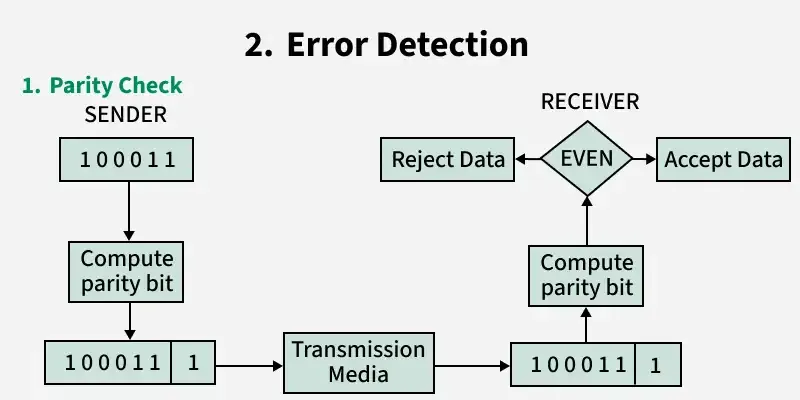 2. Error Detection
1. Parity Check
SENDER
RECEIVER
1 0 0 0 1 1
Reject Data
EVEN
Accept Data
Compute
parity bit
Compute
parity bit
1 0 0 0 1 1 1
Transmission
Media
1 0 0 0 1 1 1